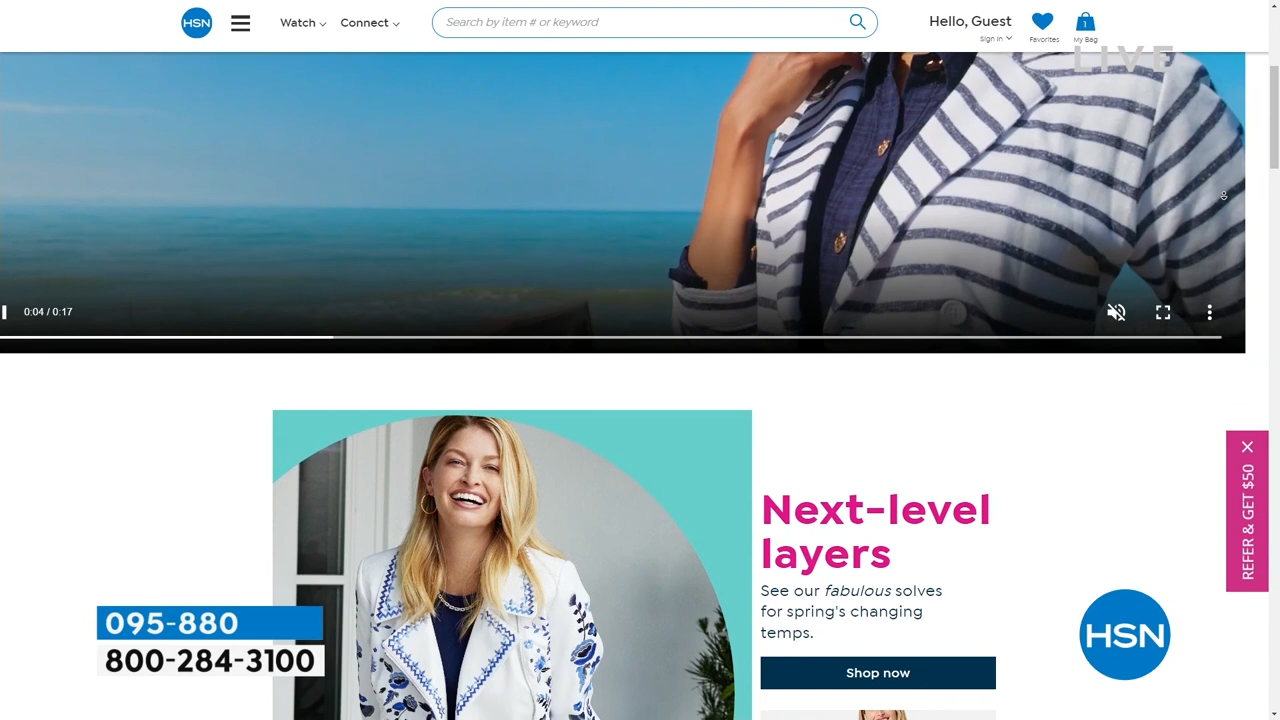 HSN
Watch
Connect
Search by item # or keyword
Hello, Guest
Sign In
Favorites
1
My Bag
LIVE
0:04 / 0:17
REFER & GET $50
Next-level
layers
See our fabulous solves
for spring's changing
temps.
Shop now
095-880
800-284-3100
HSN